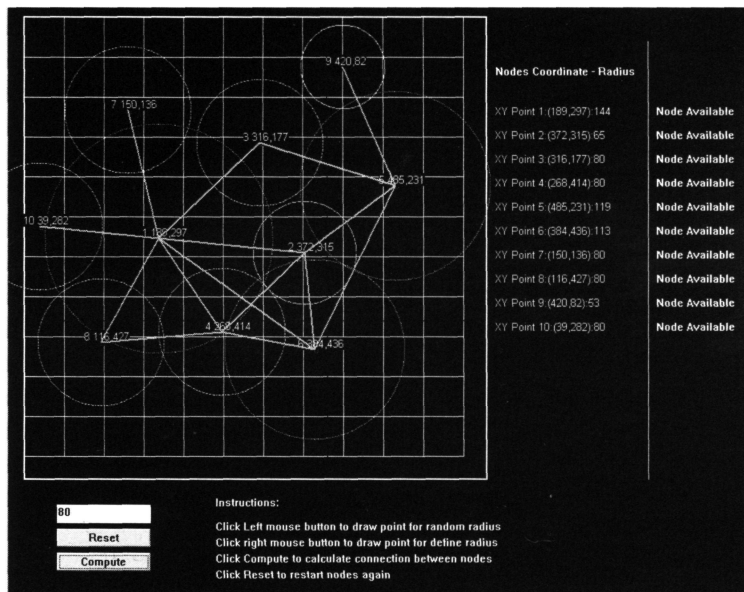 9 420,82
7 150,136
3 316,177
5 485,231
10 39,282
1 189,297
2 372,315
8 116,427
4 268,414
6 384,436
Nodes Coordinate - Radius
XY Point 1:(189,297):144 Node Available
XY Point 2:(372,315):65 Node Available
XY Point 3:(316,177):80 Node Available
XY Point 4:(268,414):80 Node Available
XY Point 5:(485,231):119 Node Available
XY Point 6:(384,436):113 Node Available
XY Point 7:(150,136):80 Node Available
XY Point 8:(116,427):80 Node Available
XY Point 9:(420,82):53 Node Available
XY Point 10:(39,282):80 Node Available
80
Reset
Compute
Instructions:
Click Left mouse button to draw point for random radius
Click right mouse button to draw point for define radius
Click Compute to calculate connection between nodes
Click Reset to restart nodes again